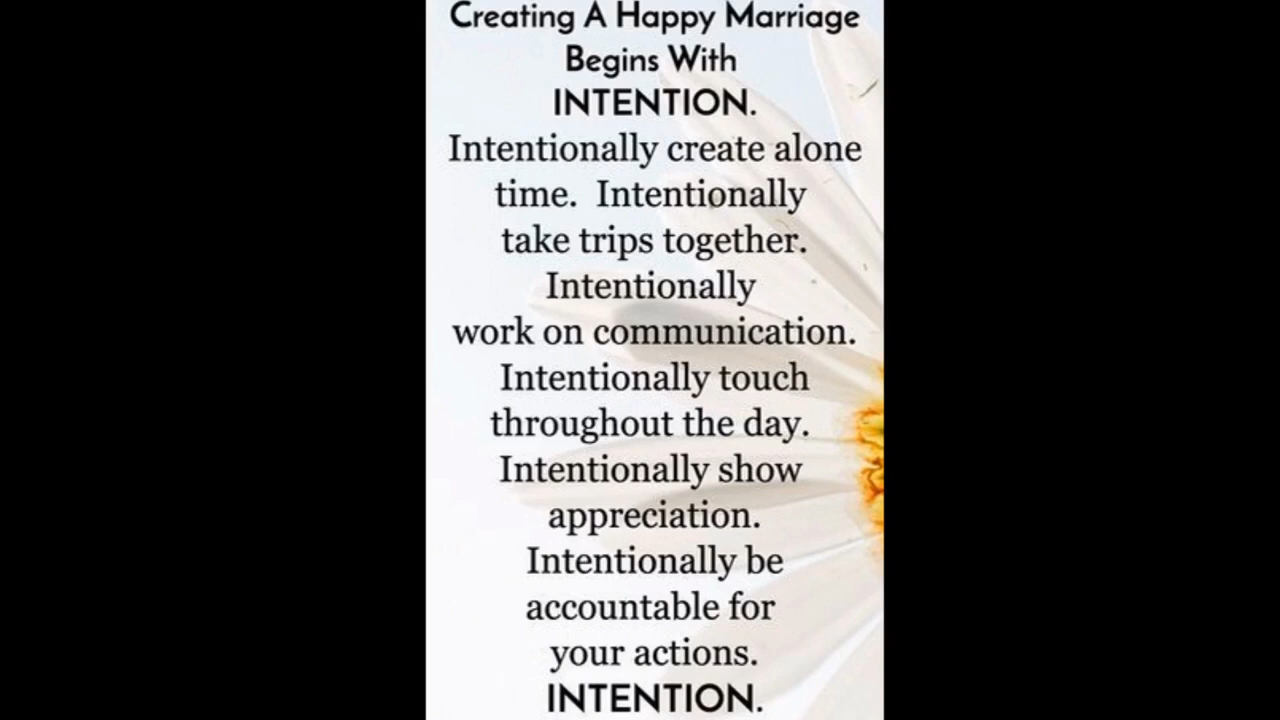 Creating A Happy Marriage
Begins With
INTENTION.
Intentionally create alone
time.  Intentionally
take trips together.
Intentionally
work on communication.
Intentionally touch
throughout the day.
Intentionally show
appreciation.
Intentionally be
accountable for
your actions.
INTENTION.